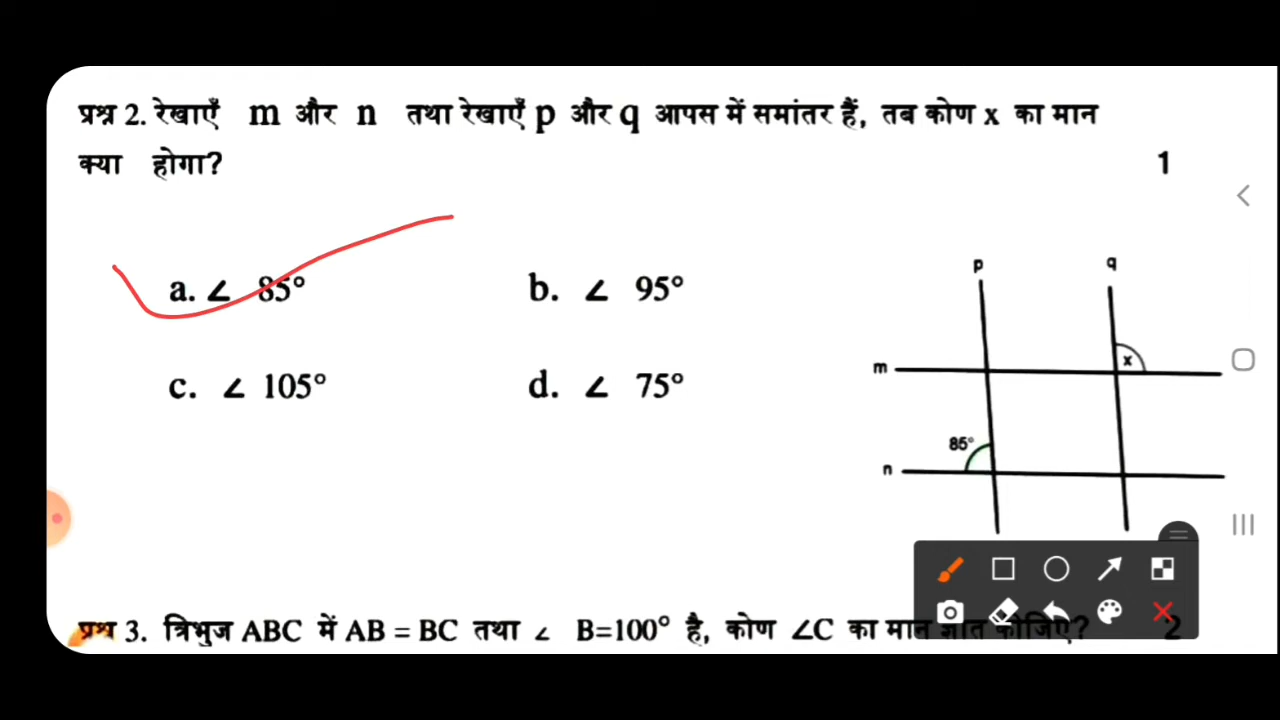 प्रश्न 2. रेखाएँ m और n तथा रेखाएँ p और q आपस में समांतर हैं, तब कोण x का मान
क्या होगा? 1
a. ∠ 85° b. ∠ 95°
c. ∠ 105° d. ∠ 75°
p q
m x
85°
n
प्रश्न 3. त्रिभुज ABC में AB = BC तथा ∠ B=100° है, कोण ∠C का मान ज्ञात कीजिए? 2